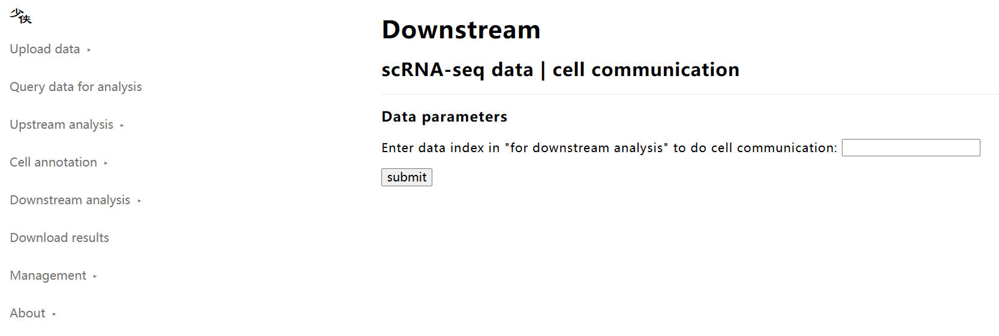 少侠
Upload data
Query data for analysis
Upstream analysis
Cell annotation
Downstream analysis
Download results
Management
About
Downstream
scRNA-seq data | cell communication
Data parameters
Enter data index in "for downstream analysis" to do cell communication:
submit